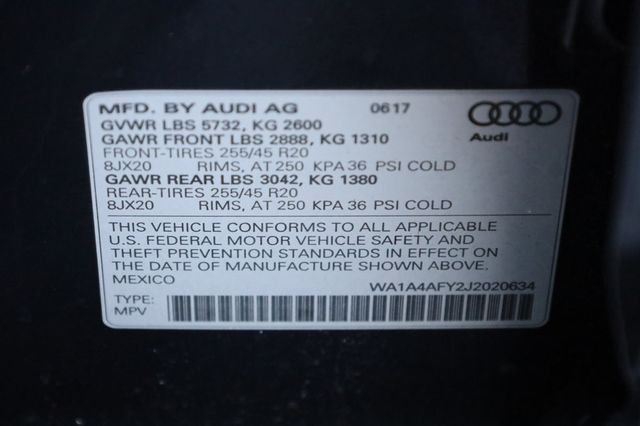 MFD. BY AUDI AG 0617
GVWR LBS 5732, KG 2600
GAWR FRONT LBS 2888, KG 1310
FRONT-TIRES 255/45 R20
8JX20 RIMS, AT 250 KPA 36 PSI COLD
GAWR REAR LBS 3042, KG 1380
REAR-TIRES 255/45 R20
8JX20 RIMS, AT 250 KPA 36 PSI COLD
Audi
THIS VEHICLE CONFORMS TO ALL APPLICABLE
U.S. FEDERAL MOTOR VEHICLE SAFETY AND
THEFT PREVENTION STANDARDS IN EFFECT ON
THE DATE OF MANUFACTURE SHOWN ABOVE.
MEXICO WA1A4AFY2J2020634
TYPE:
MPV